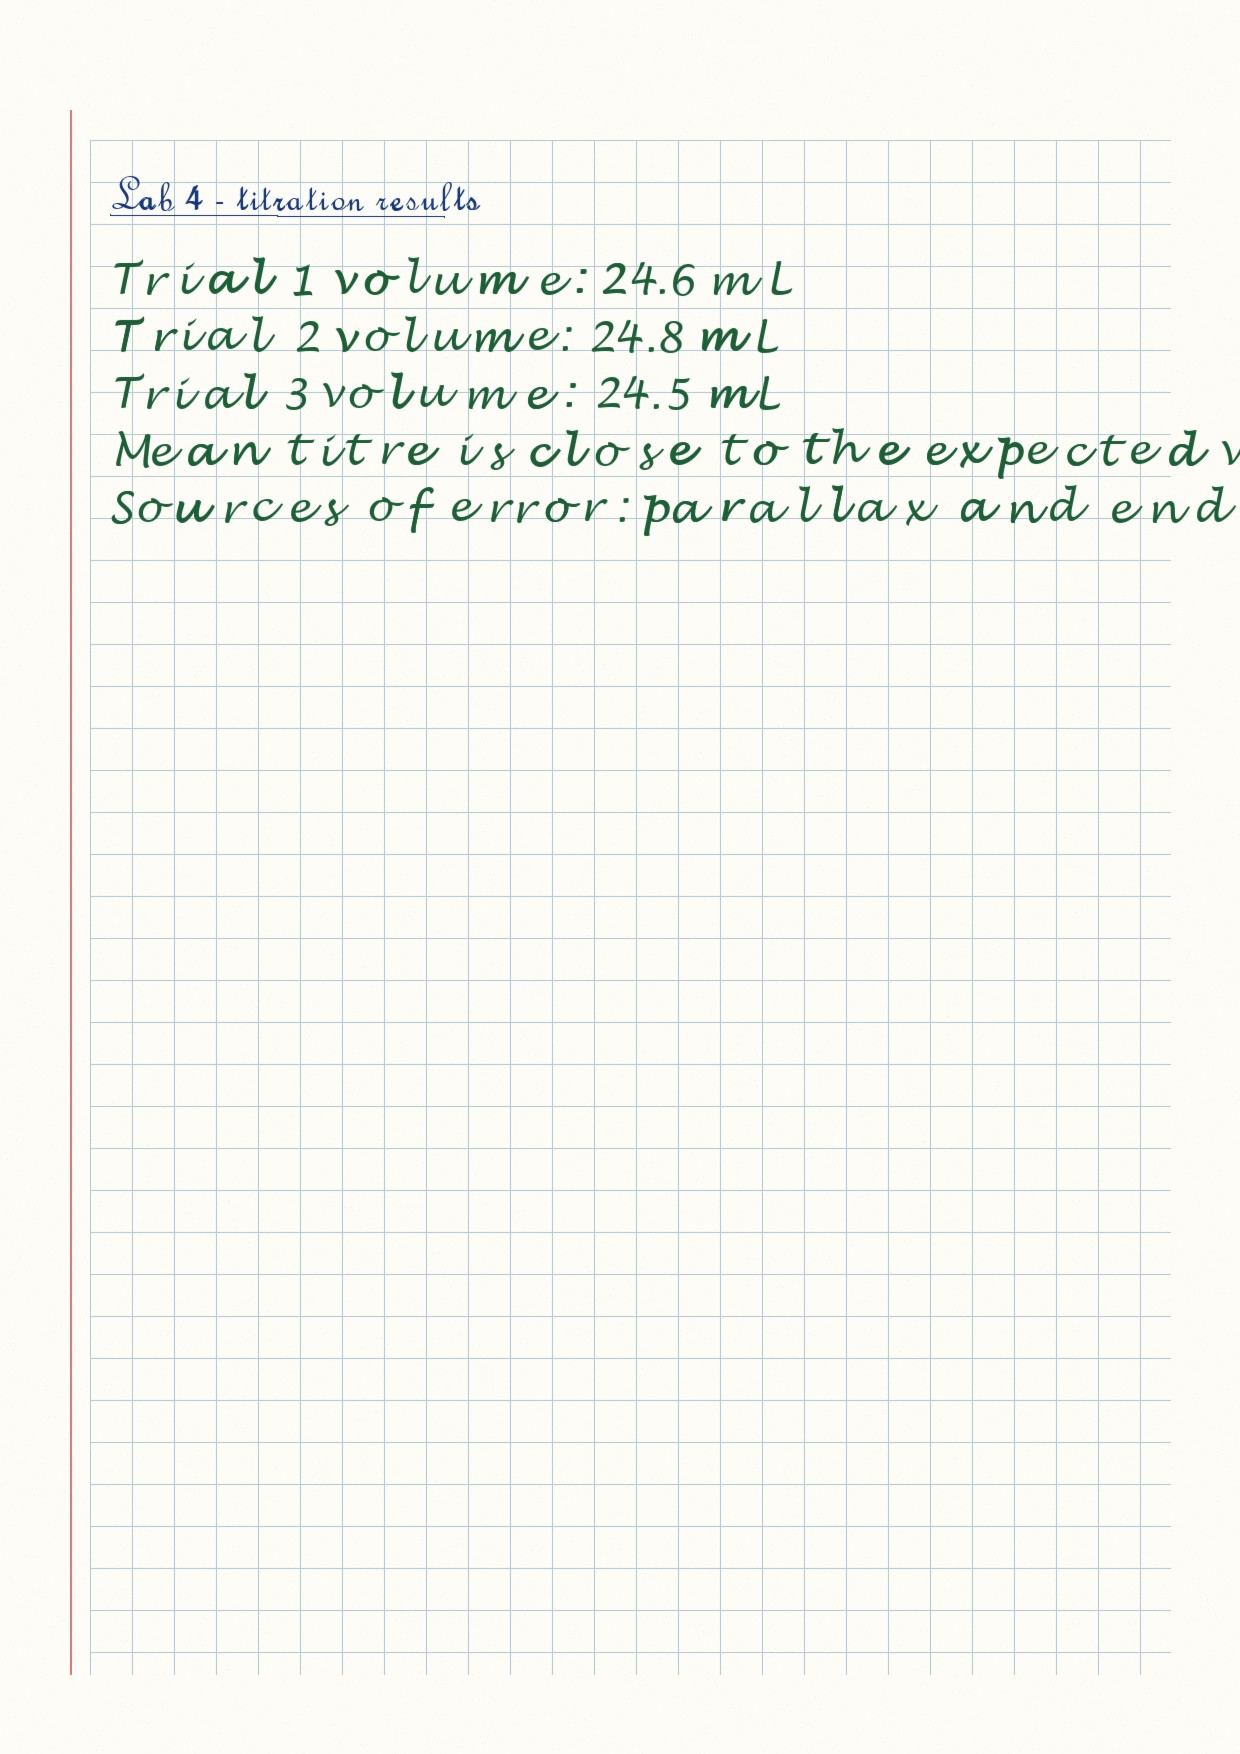 Lab 4 - titration results
Trial 1 volume: 24.6 mL
Trial 2 volume: 24.8 mL
Trial 3 volume: 24.5 mL
Mean titre is close to the expected
Sources of error: parallax and end